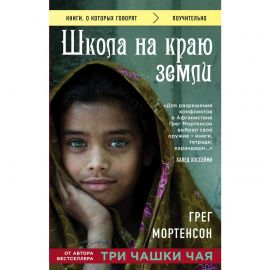 КНИГИ, О КОТОРЫХ ГОВОРЯТ
ПОУЧИТЕЛЬНО
Школа на краю
земли
«Для разрешения
конфликтов
в Афганистане
Грег Мортенсон
выбрал свое
оружие – книги,
тетради,
карандаши...»
ХАЛЕД ХОССЕЙНИ
ГРЕГ
МОРТЕНСОН
ОТ АВТОРА
БЕСТСЕЛЛЕРА
ТРИ ЧАШКИ ЧАЯ